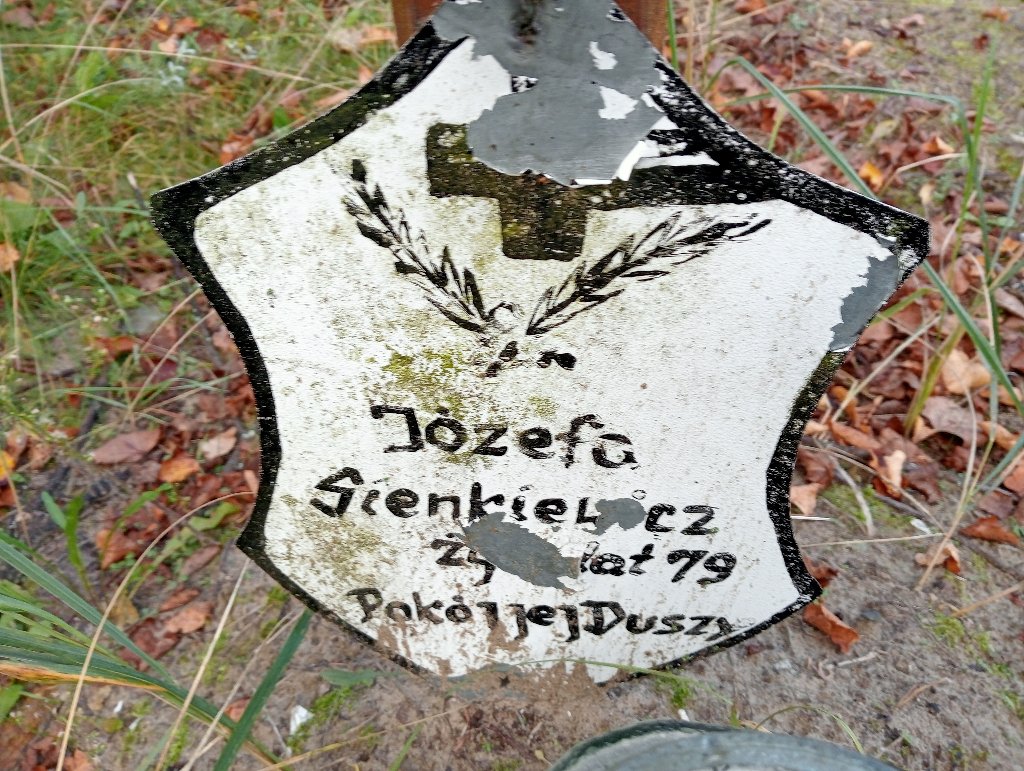 Józefa
Sienkiewicz
lat 79
Pokój jej Duszy